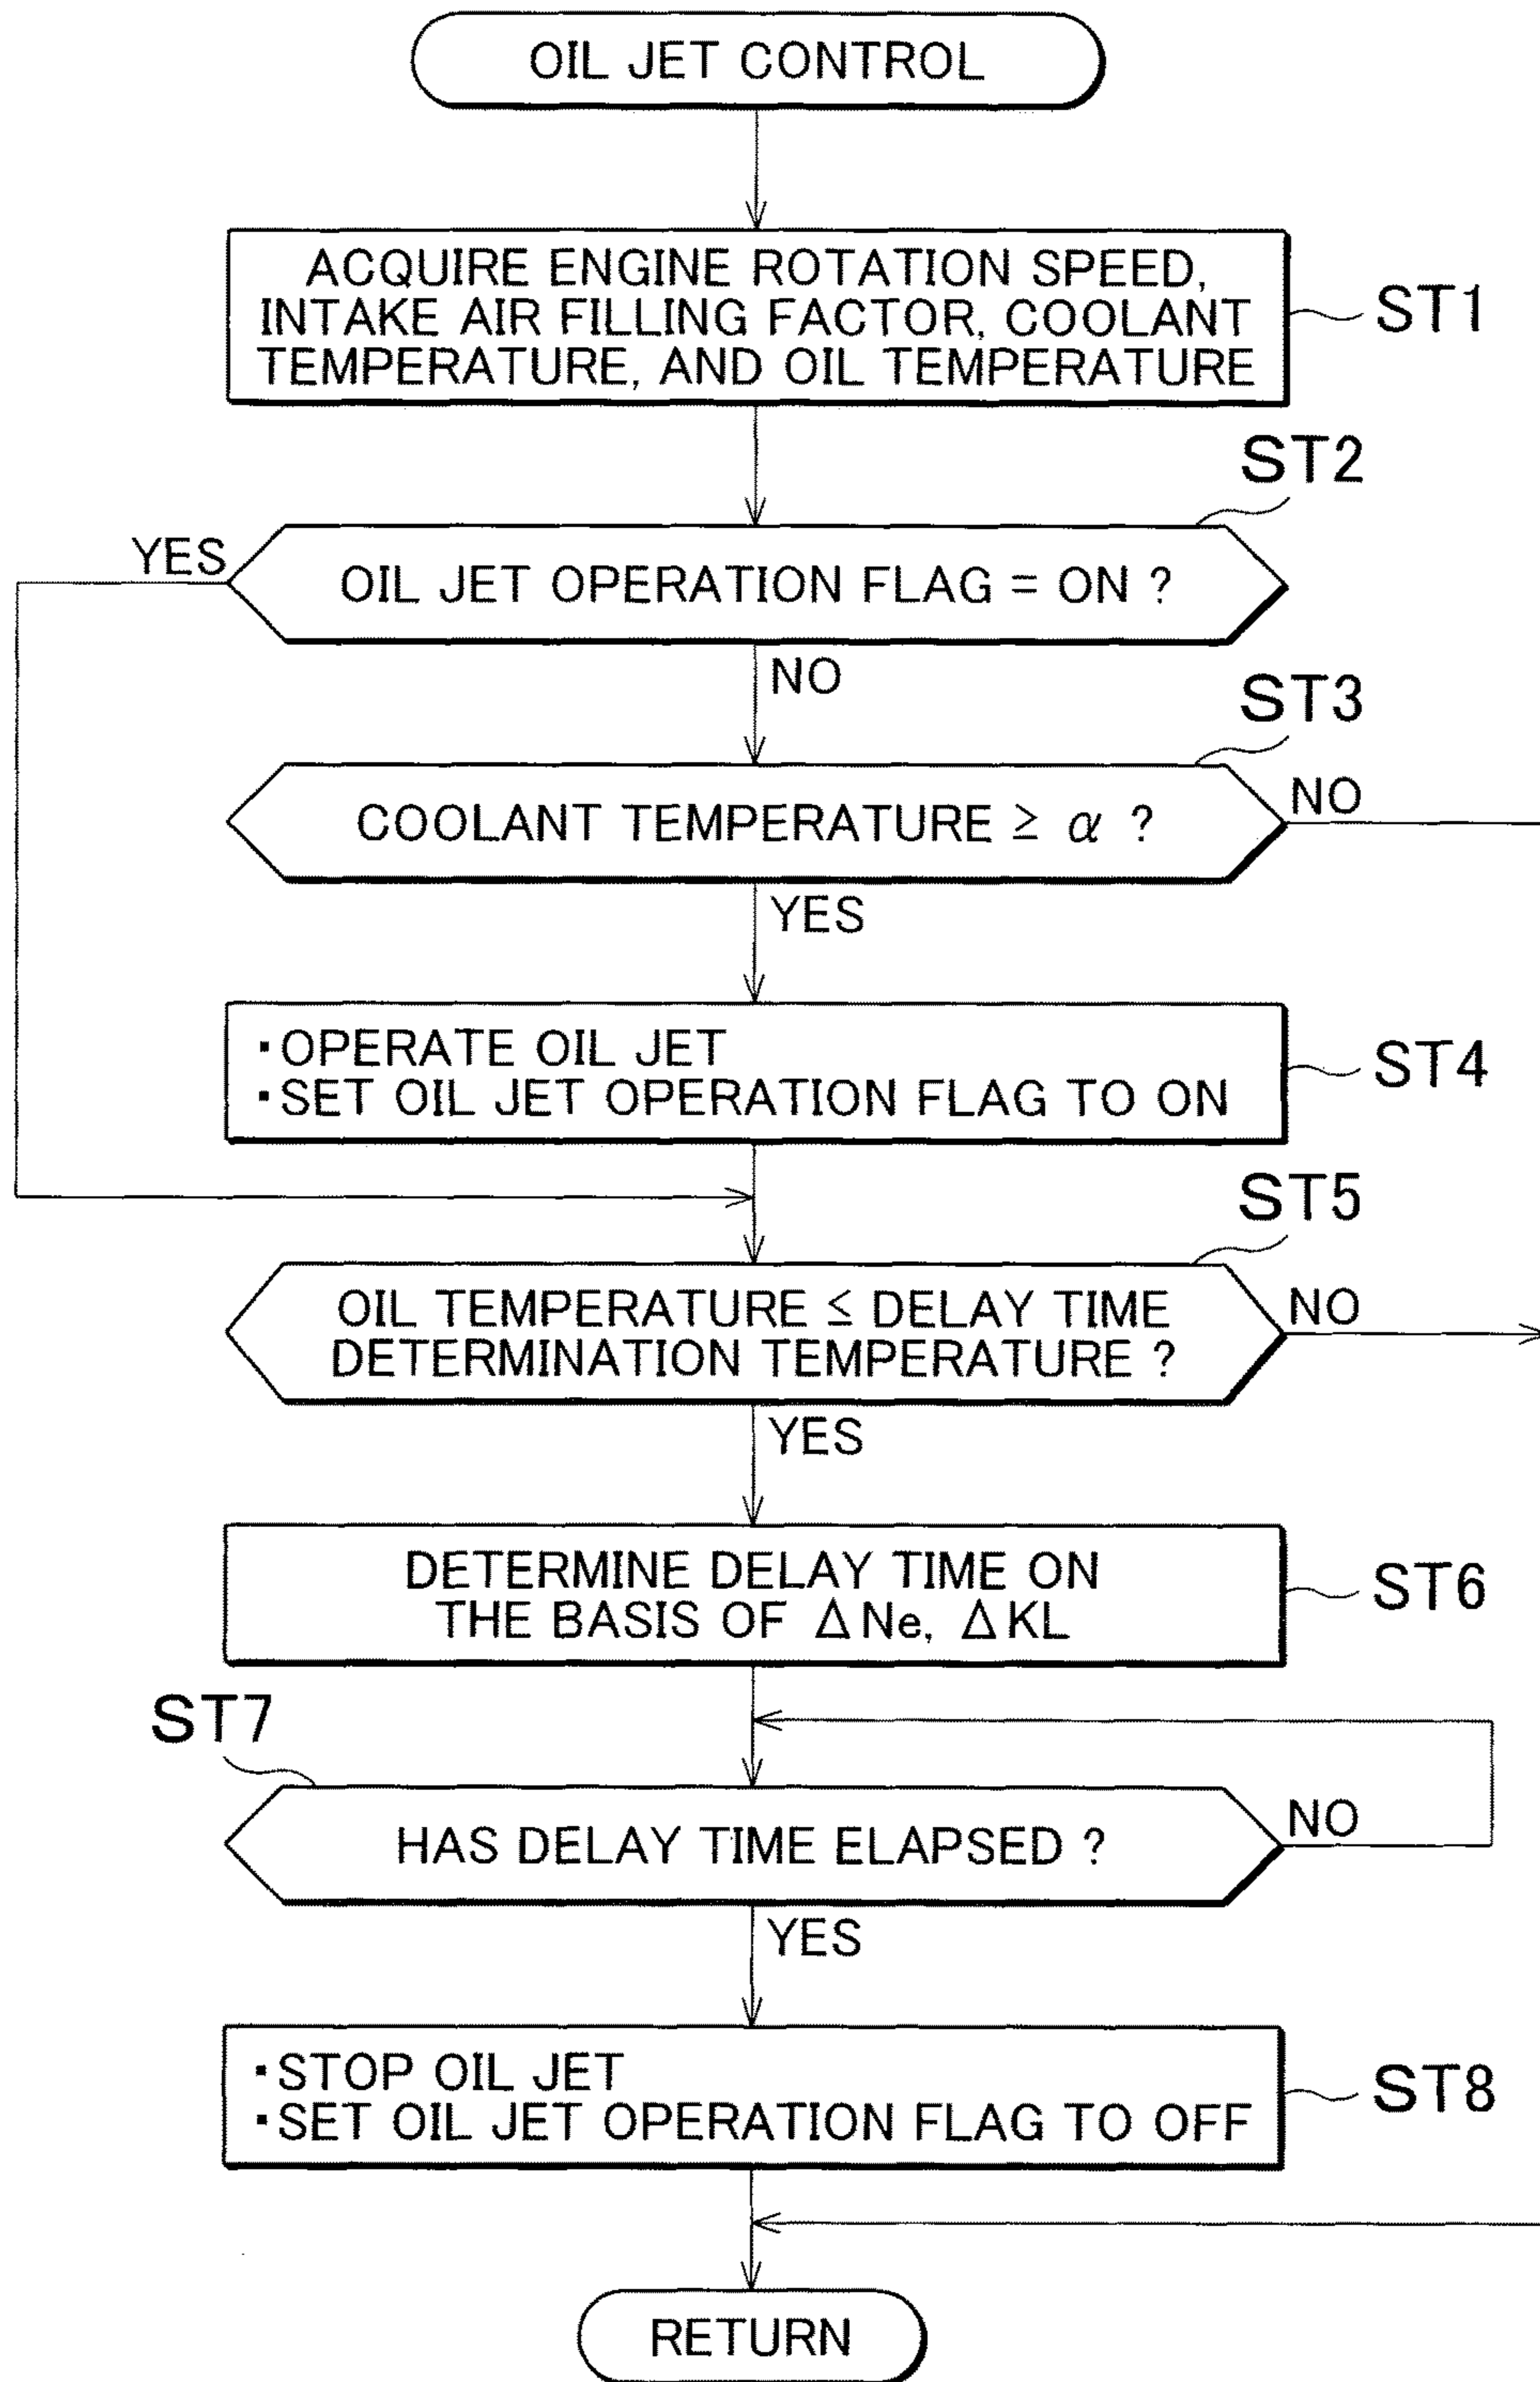 OIL JET CONTROL
ACQUIRE ENGINE ROTATION SPEED,
INTAKE AIR FILLING FACTOR, COOLANT
TEMPERATURE, AND OIL TEMPERATURE
ST1
ST2
YES
OIL JET OPERATION FLAG = ON ?
NO
ST3
COOLANT TEMPERATURE ≥ α ?
NO
YES
・OPERATE OIL JET
・SET OIL JET OPERATION FLAG TO ON
ST4
ST5
OIL TEMPERATURE ≤ DELAY TIME
DETERMINATION TEMPERATURE ?
NO
YES
DETERMINE DELAY TIME ON
THE BASIS OF ΔNe, ΔKL
ST6
ST7
HAS DELAY TIME ELAPSED ?
NO
YES
・STOP OIL JET
・SET OIL JET OPERATION FLAG TO OFF
ST8
RETURN